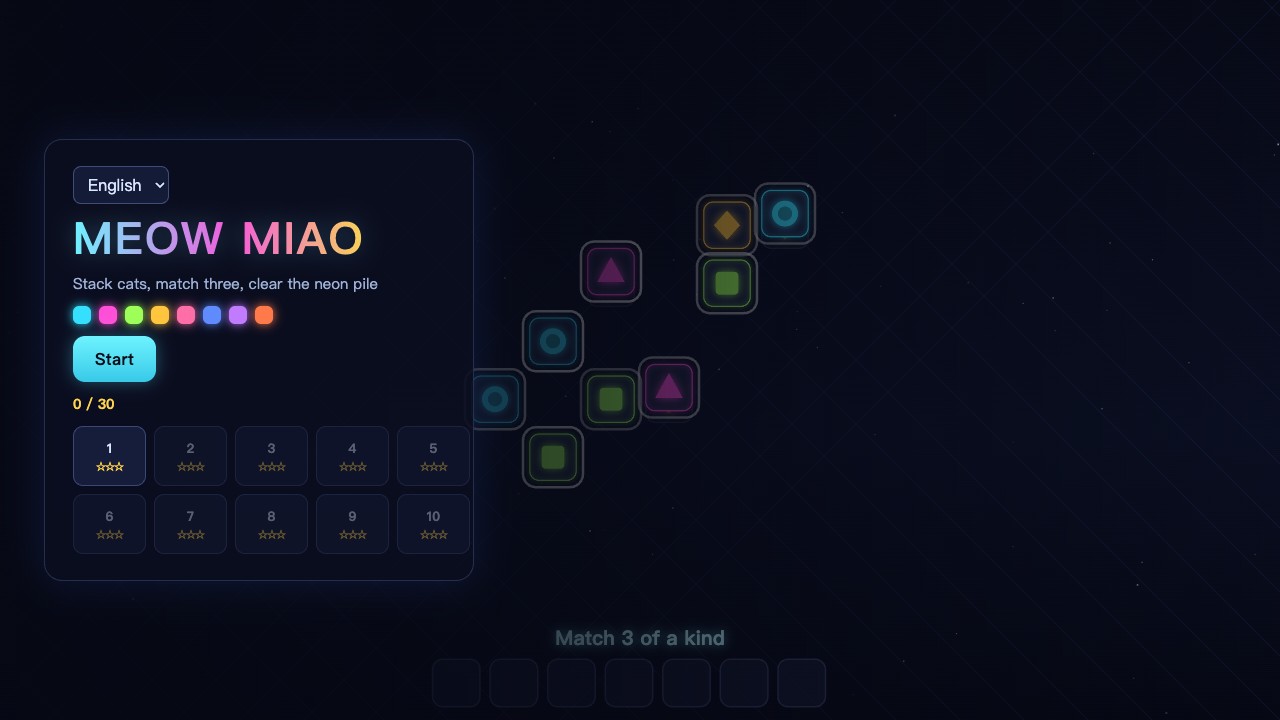 English
MEOW MIAO
Stack cats, match three, clear the neon pile
Start
0 / 30
1 2 3 4 5
☆☆☆ ☆☆☆ ☆☆☆ ☆☆☆ ☆☆☆
6 7 8 9 10
☆☆☆ ☆☆☆ ☆☆☆ ☆☆☆ ☆☆☆
Match 3 of a kind